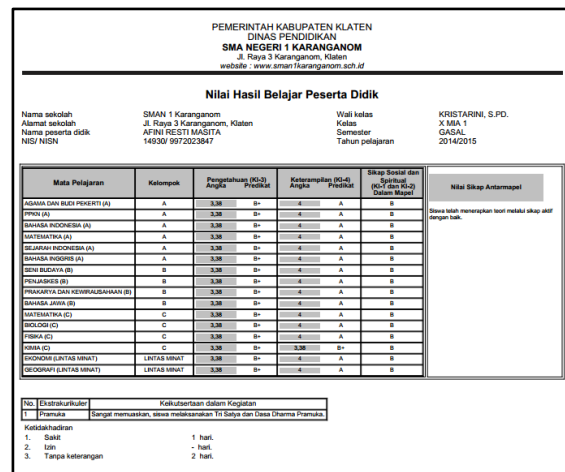 PEMERINTAH KABUPATEN KLATEN
DINAS PENDIDIKAN
SMA NEGERI 1 KARANGANOM
Jl. Raya 3 Karanganom, Klaten
website : www.sman1karanganom.sch.id
Nilai Hasil Belajar Peserta Didik
Nama sekolah SMAN 1 Karanganom Wali kelas KRISTARINI, S.PD.
Alamat sekolah Jl. Raya 3 Karanganom, Klaten Kelas X MIA 1
Nama peserta didik AFINI RESTI MASITA Semester GASAL
NIS/ NISN 14930/ 9972023847 Tahun pelajaran 2014/2015
Mata Pelajaran Kelompok Pengetahuan (KI-3) Angka Predikat Keterampilan (KI-4) Angka Predikat Sikap Sosial dan Spiritual (KI-1 dan KI-2) Dalam Mapel
AGAMA DAN BUDI PEKERTI (A) A 3,38 B+ 4 A B
PPKN (A) A 3,38 B+ 4 A B
BAHASA INDONESIA (A) A 3,38 B+ 4 A B
MATEMATIKA (A) A 3,38 B+ 4 A B
SEJARAH INDONESIA (A) A 3,38 B+ 4 A B
BAHASA INGGRIS (A) A 3,38 B+ 4 A B
SENI BUDAYA (B) B 3,38 B+ 4 A B
PENJASKES (B) B 3,38 B+ 4 A B
PRAKARYA DAN KEWIRAUSAHAAN (B) B 3,38 B+ 4 A B
BAHASA JAWA (B) B 3,38 B+ 4 A B
MATEMATIKA (C) C 3,38 B+ 4 A B
BIOLOGI (C) C 3,38 B+ 4 A B
FISIKA (C) C 3,38 B+ 4 A B
KIMIA (C) C 3,38 B+ 3,38 B+ B
EKONOMI (LINTAS MINAT) LINTAS MINAT 3,38 B+ 4 A B
GEOGRAFI (LINTAS MINAT) LINTAS MINAT 3,38 B+ 4 A B
Nilai Sikap Antarmapel
Siswa telah menerapkan teori melalui sikap aktif
dengan baik.
No. Ekstrakurikuler Keikutsertaan dalam Kegiatan
1 Pramuka Sangat memuaskan, siswa melaksanakan Tri Satya dan Dasa Dharma Pramuka.
Ketidakhadiran
1. Sakit 1 hari.
2. Izin - hari.
3. Tanpa keterangan 2 hari.